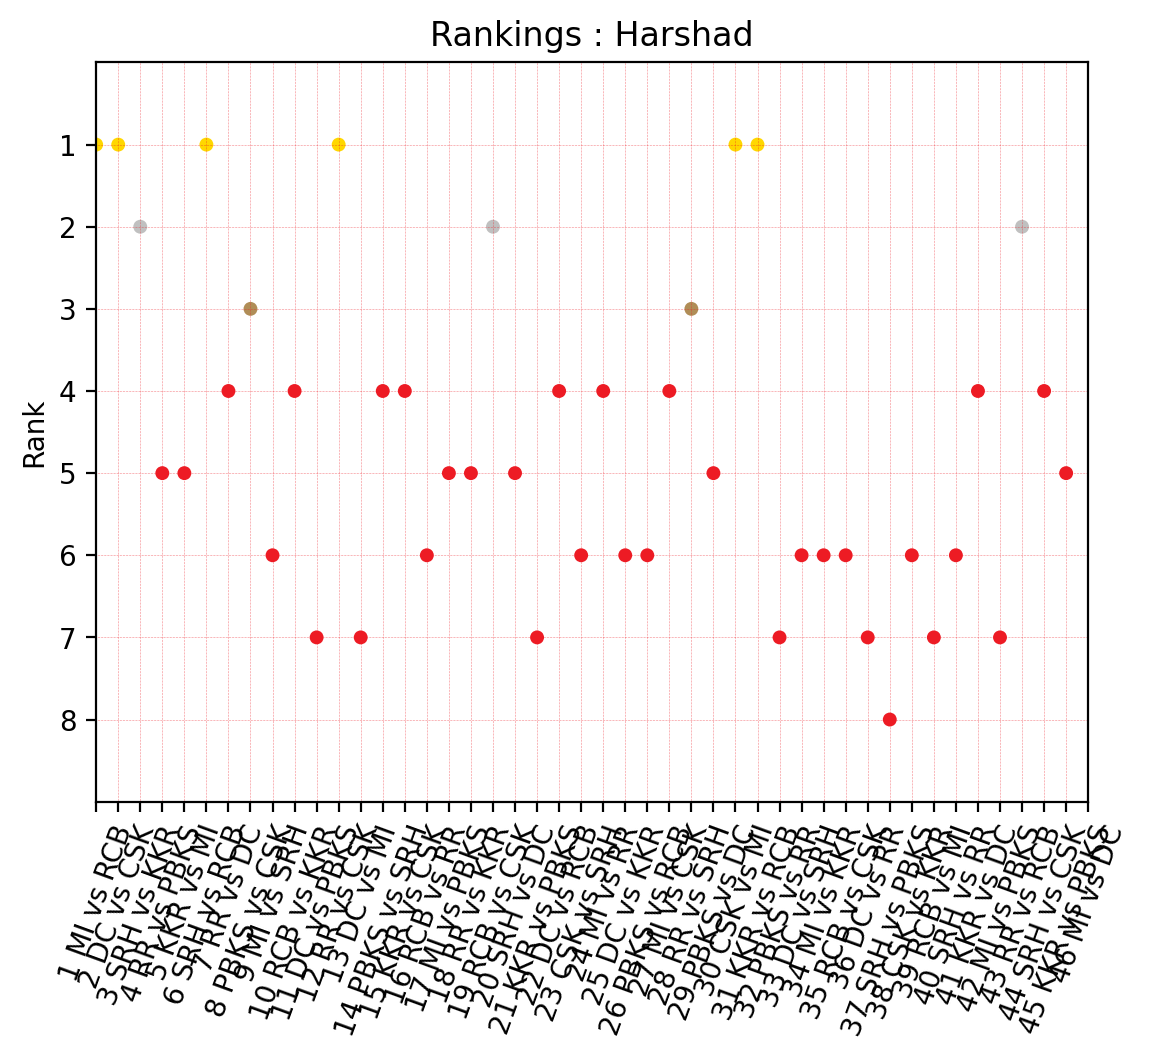 Rankings : Harshad
Rank
1
2
3
4
5
6
7
8
1 MI vs RCB
2 DC vs CSK
3 SRH vs KKR
4 RR vs PBKS
5 KKR vs MI
6 SRH vs RCB
7 RR vs DC
8 PBKS vs CSK
9 MI vs SRH
10 RCB vs KKR
11 DC vs PBKS
12 RR vs CSK
13 DC vs MI
14 PBKS vs SRH
15 KKR vs CSK
16 RCB vs RR
17 MI vs PBKS
18 RR vs KKR
19 RCB vs CSK
20 SRH vs DC
21 KKR vs PBKS
22 DC vs RCB
23 CSK vs SRH
24 MI vs RR
25 DC vs KKR
26 PBKS vs RCB
27 MI vs CSK
28 RR vs SRH
29 PBKS vs DC
30 CSK vs MI
31 KKR vs RCB
32 PBKS vs RR
33 DC vs SRH
34 MI vs KKR
35 RCB vs CSK
36 DC vs RR
37 SRH vs PBKS
38 CSK vs KKR
39 RCB vs MI
40 SRH vs RR
41 KKR vs DC
42 MI vs PBKS
43 RR vs RCB
44 SRH vs CSK
45 KKR vs PBKS
46 MI vs DC